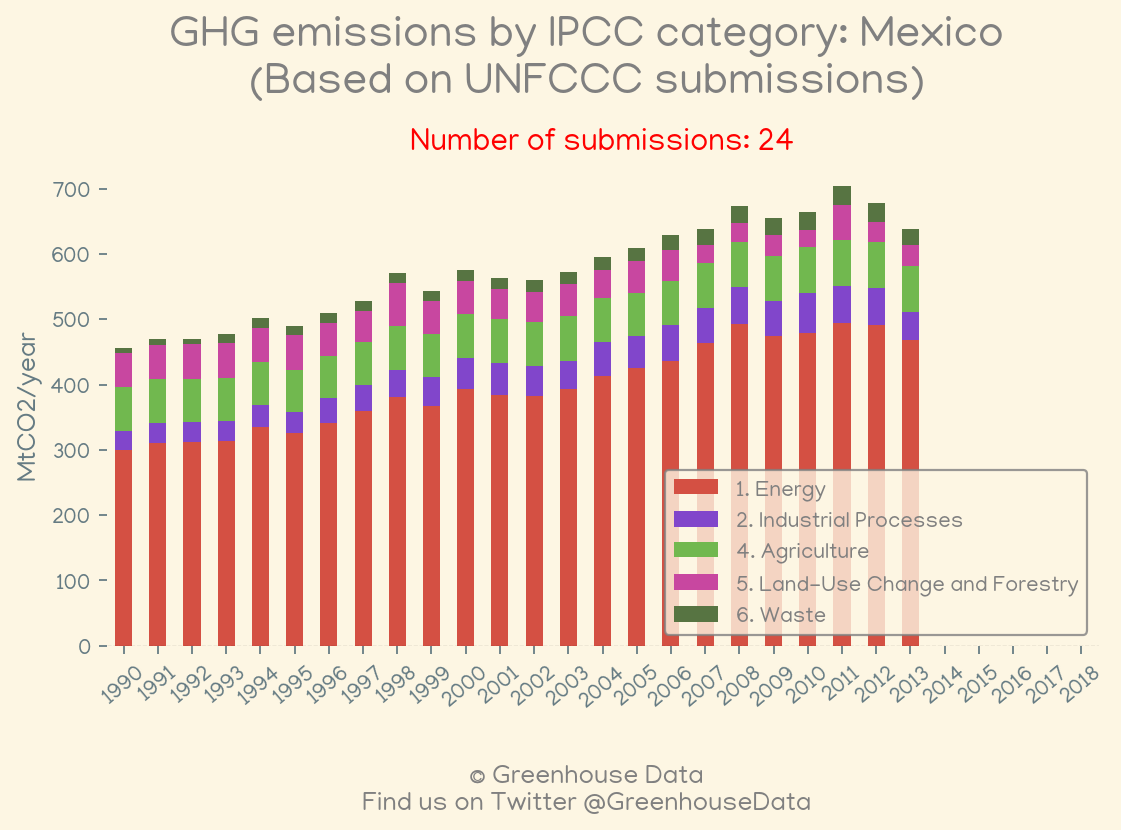 GHG emissions by IPCC category: Mexico
(Based on UNFCCC submissions)
Number of submissions: 24
MtCO2/year
700
600
500
400
300
200
100
0
1. Energy
2. Industrial Processes
4. Agriculture
5. Land-Use Change and Forestry
6. Waste
1990 1991 1992 1993 1994 1995 1996 1997 1998 1999 2000 2001 2002 2003 2004 2005 2006 2007 2008 2009 2010 2011 2012 2013 2014 2015 2016 2017 2018
© Greenhouse Data
Find us on Twitter @GreenhouseData